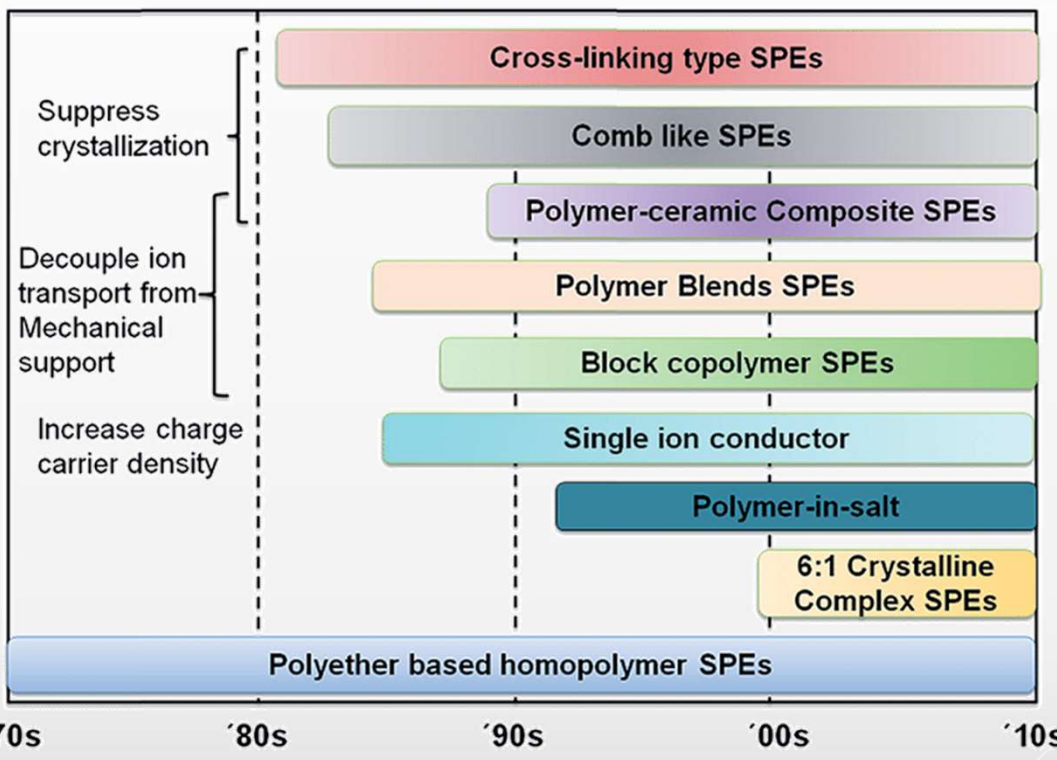 Cross-linking type SPEs
Suppress
crystallization
Comb like SPEs
Polymer-ceramic Composite SPEs
Decouple ion
transport from
Mechanical
support
Polymer Blends SPEs
Block copolymer SPEs
Increase charge
carrier density
Single ion conductor
Polymer-in-salt
6:1 Crystalline
Complex SPEs
Polyether based homopolymer SPEs
70s ´80s ´90s ´00s ´10s